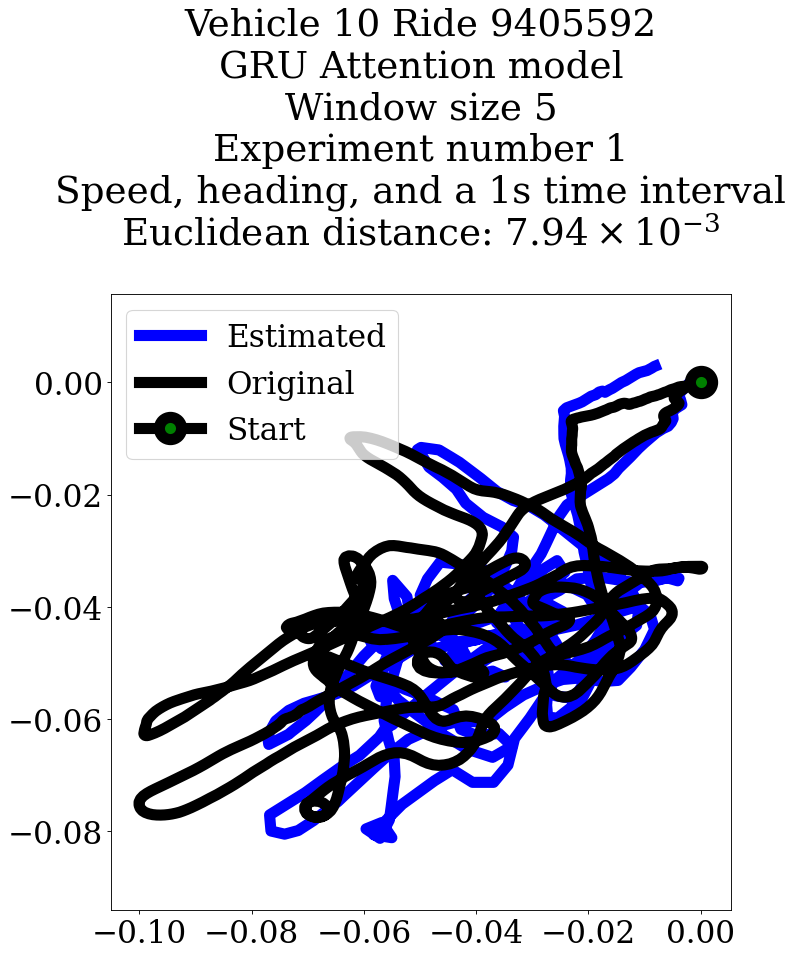 Vehicle 10 Ride 9405592
GRU Attention model
Window size 5
Experiment number 1
Speed, heading, and a 1s time interval
Euclidean distance: 7.94 × 10⁻³
Estimated
Original
Start
0.00
−0.02
−0.04
−0.06
−0.08
−0.10 −0.08 −0.06 −0.04 −0.02 0.00